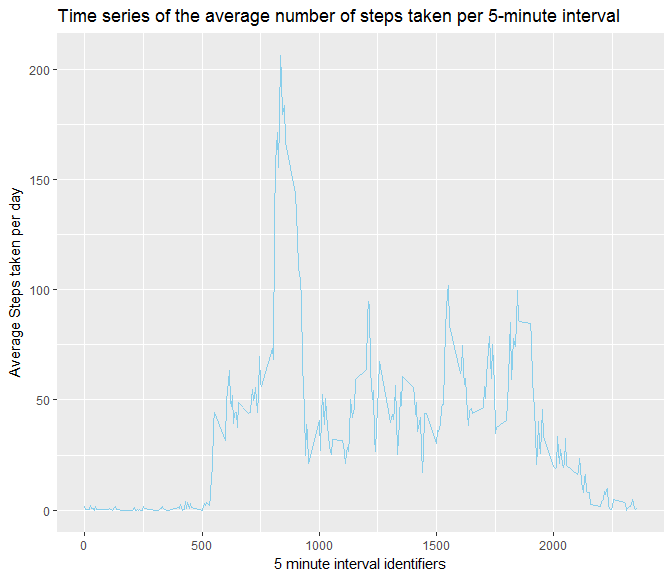 Time series of the average number of steps taken per 5-minute interval
Average Steps taken per day
200
150
100
50
0
0 500 1000 1500 2000
5 minute interval identifiers